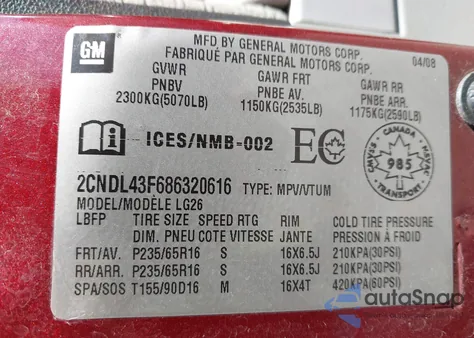 GM
MFD BY GENERAL MOTORS CORP.
FABRIQUÉ PAR GENERAL MOTORS CORP.
04/08
GVWR GAWR FRT GAWR RR
PNBV PNBE AV. PNBE ARR.
2300KG(5070LB) 1150KG(2535LB) 1175KG(2590LB)
i ICES/NMB-002 EC CANADA 985 TRANSPORT
2CNDL43F686320616 TYPE: MPV/VTUM
MODEL/MODÈLE LG26
LBFP TIRE SIZE SPEED RTG RIM COLD TIRE PRESSURE
DIM. PNEU COTE VITESSE JANTE PRESSION À FROID
FRT/AV. P235/65R16 S 16X6.5J 210KPA(30PSI)
RR/ARR. P235/65R16 S 16X6.5J 210KPA(30PSI)
SPA/SOS T155/90D16 M 16X4T 420KPA(60PSI)
autoSnap